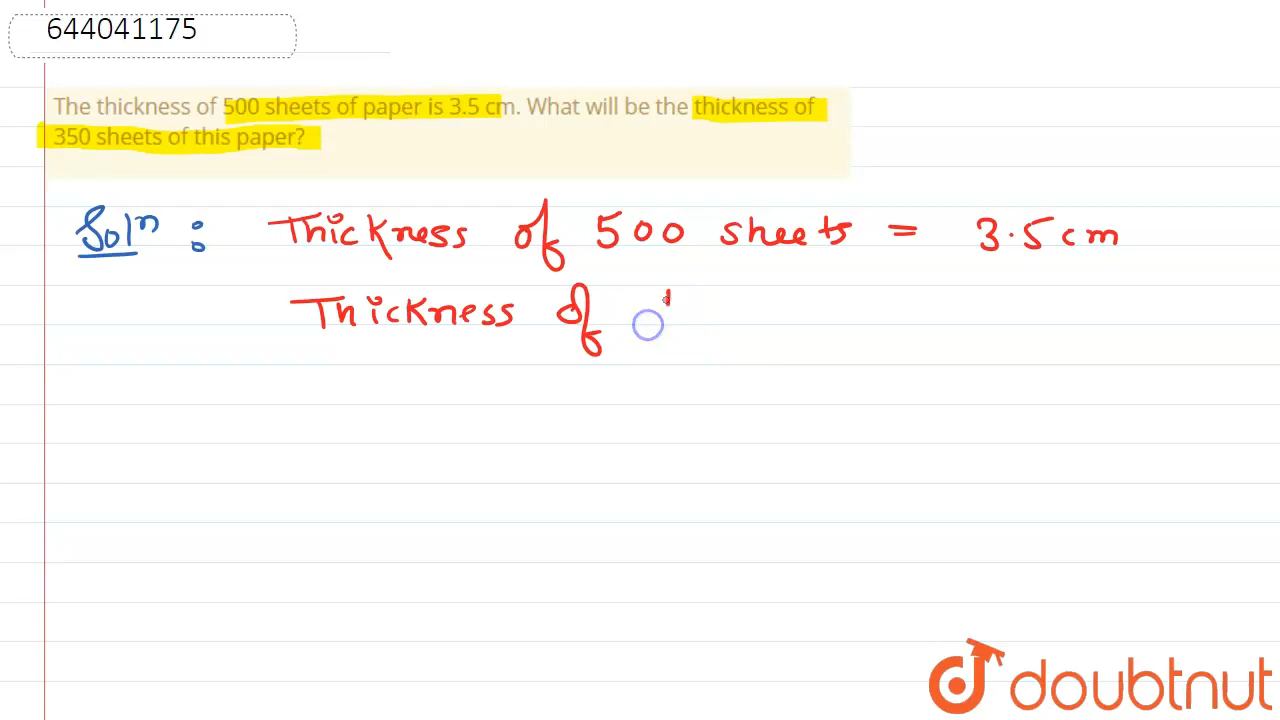 644041175
The thickness of 500 sheets of paper is 3.5 cm. What will be the thickness of
350 sheets of this paper?
Solⁿ : Thickness of 500 sheets = 3.5 cm
Thickness of 1
doubtnut